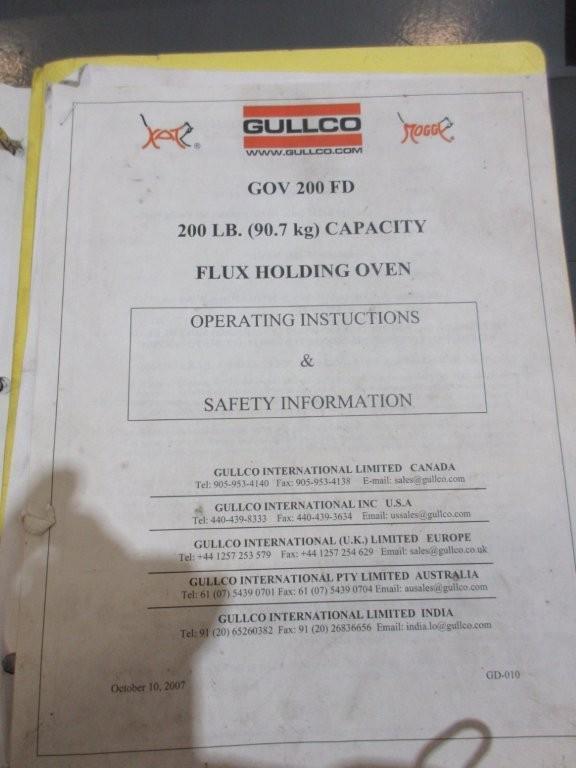 KAT ®
GULLCO
MOGGY
WWW.GULLCO.COM
GOV 200 FD
200 LB. (90.7 kg) CAPACITY
FLUX HOLDING OVEN
OPERATING INSTUCTIONS
&
SAFETY INFORMATION
GULLCO INTERNATIONAL LIMITED CANADA
Tel: 905-953-4140 Fax: 905-953-4138 E-mail: sales@gullco.com
GULLCO INTERNATIONAL INC U.S.A
Tel: 440-439-8333 Fax: 440-439-3634 Email: ussales@gullco.com
GULLCO INTERNATIONAL (U.K.) LIMITED EUROPE
Tel: +44 1257 253 579 Fax: +44 1257 254 629 Email: sales@gullco.co.uk
GULLCO INTERNATIONAL PTY LIMITED AUSTRALIA
Tel: 61 (07) 5439 0701 Fax: 61 (07) 5439 0704 Email: ausales@gullco.com
GULLCO INTERNATIONAL LIMITED INDIA
Tel: 91 (20) 65260382 Fax: 91 (20) 26836656 Email: india.lo@gullco.com
October 10, 2007
GD-010